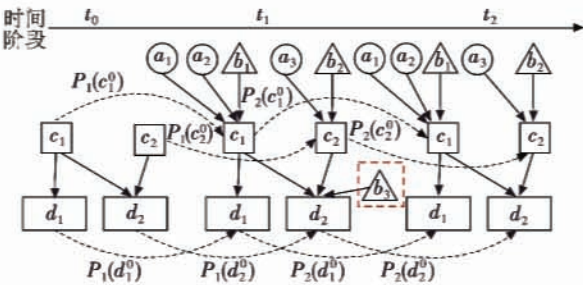 时间 t₀ t₁ t₂
阶段
a₁ a₂ b₁ a₃ b₂ a₁ a₂ b₁ a₃ b₂
P₁(c₁⁰) P₂(c₁⁰)
c₁ c₂ P₁(c₂⁰) c₁ c₂ P₂(c₂⁰) c₁ c₂
b₃
d₁ d₂ d₁ d₂ d₁ d₂
P₁(d₁⁰) P₁(d₂⁰) P₂(d₁⁰) P₂(d₂⁰)